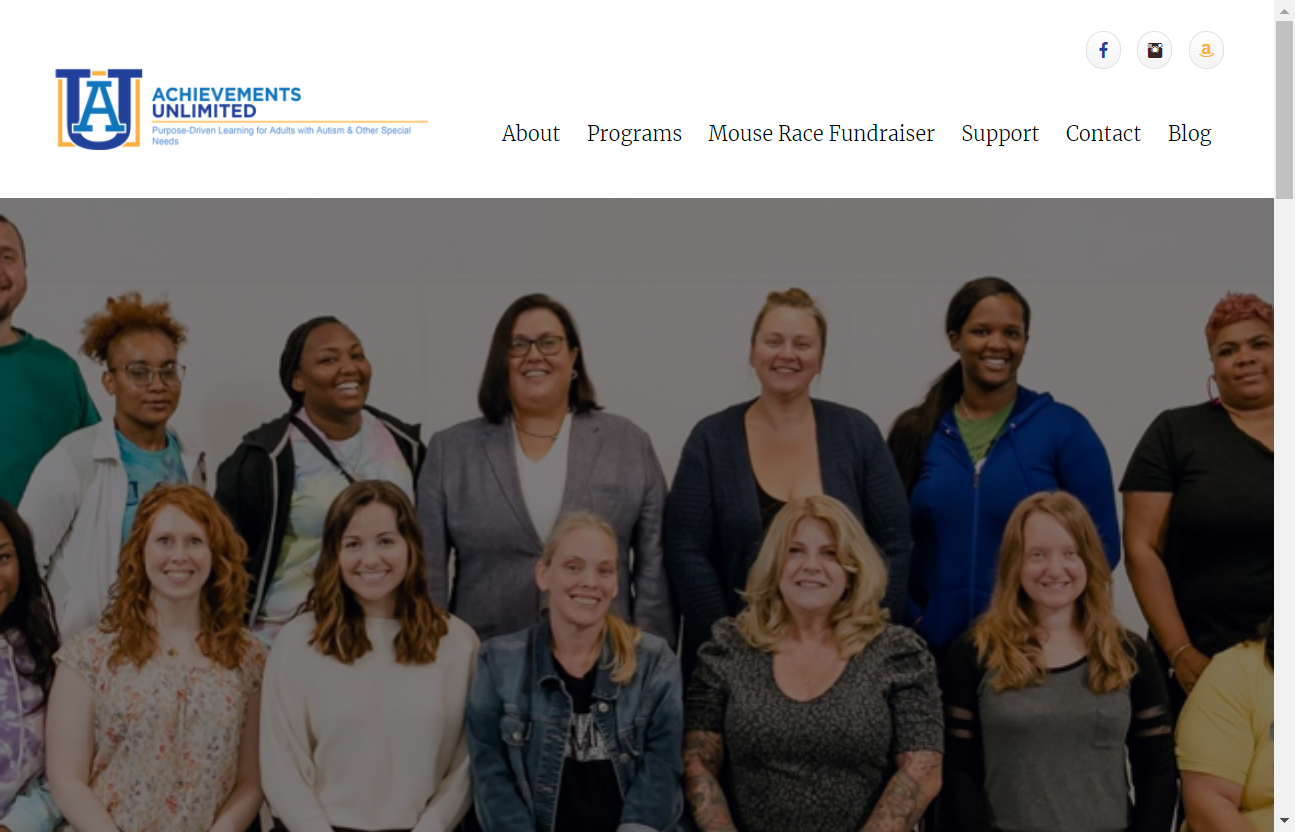 ACHIEVEMENTS
UNLIMITED
Purpose-Driven Learning for Adults with Autism & Other Special
Needs
About Programs Mouse Race Fundraiser Support Contact Blog